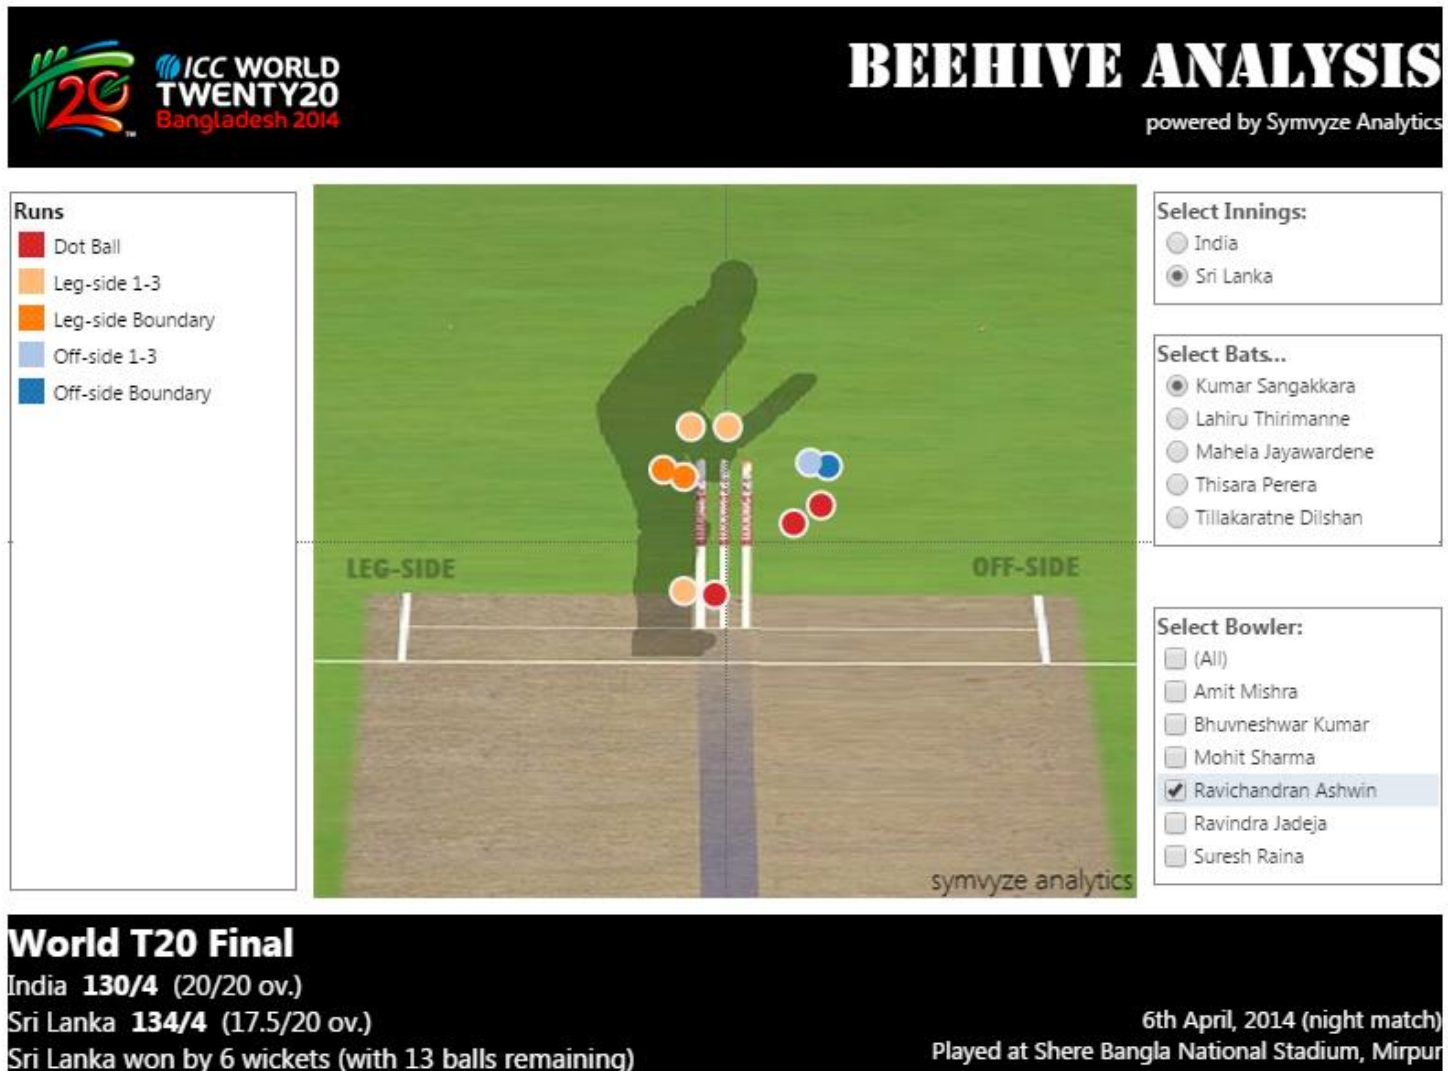 ICC WORLD
TWENTY20
Bangladesh 2014
T20
TM
BEEHIVE ANALYSIS
powered by Symvyze Analytics
Runs
Dot Ball
Leg-side 1-3
Leg-side Boundary
Off-side 1-3
Off-side Boundary
LEG-SIDE
OFF-SIDE
symvyze analytics
Select Innings:
India
Sri Lanka
Select Bats...
Kumar Sangakkara
Lahiru Thirimanne
Mahela Jayawardene
Thisara Perera
Tillakaratne Dilshan
Select Bowler:
(All)
Amit Mishra
Bhuvneshwar Kumar
Mohit Sharma
Ravichandran Ashwin
Ravindra Jadeja
Suresh Raina
World T20 Final
India 130/4 (20/20 ov.)
Sri Lanka 134/4 (17.5/20 ov.)
Sri Lanka won by 6 wickets (with 13 balls remaining)
6th April, 2014 (night match)
Played at Shere Bangla National Stadium, Mirpur